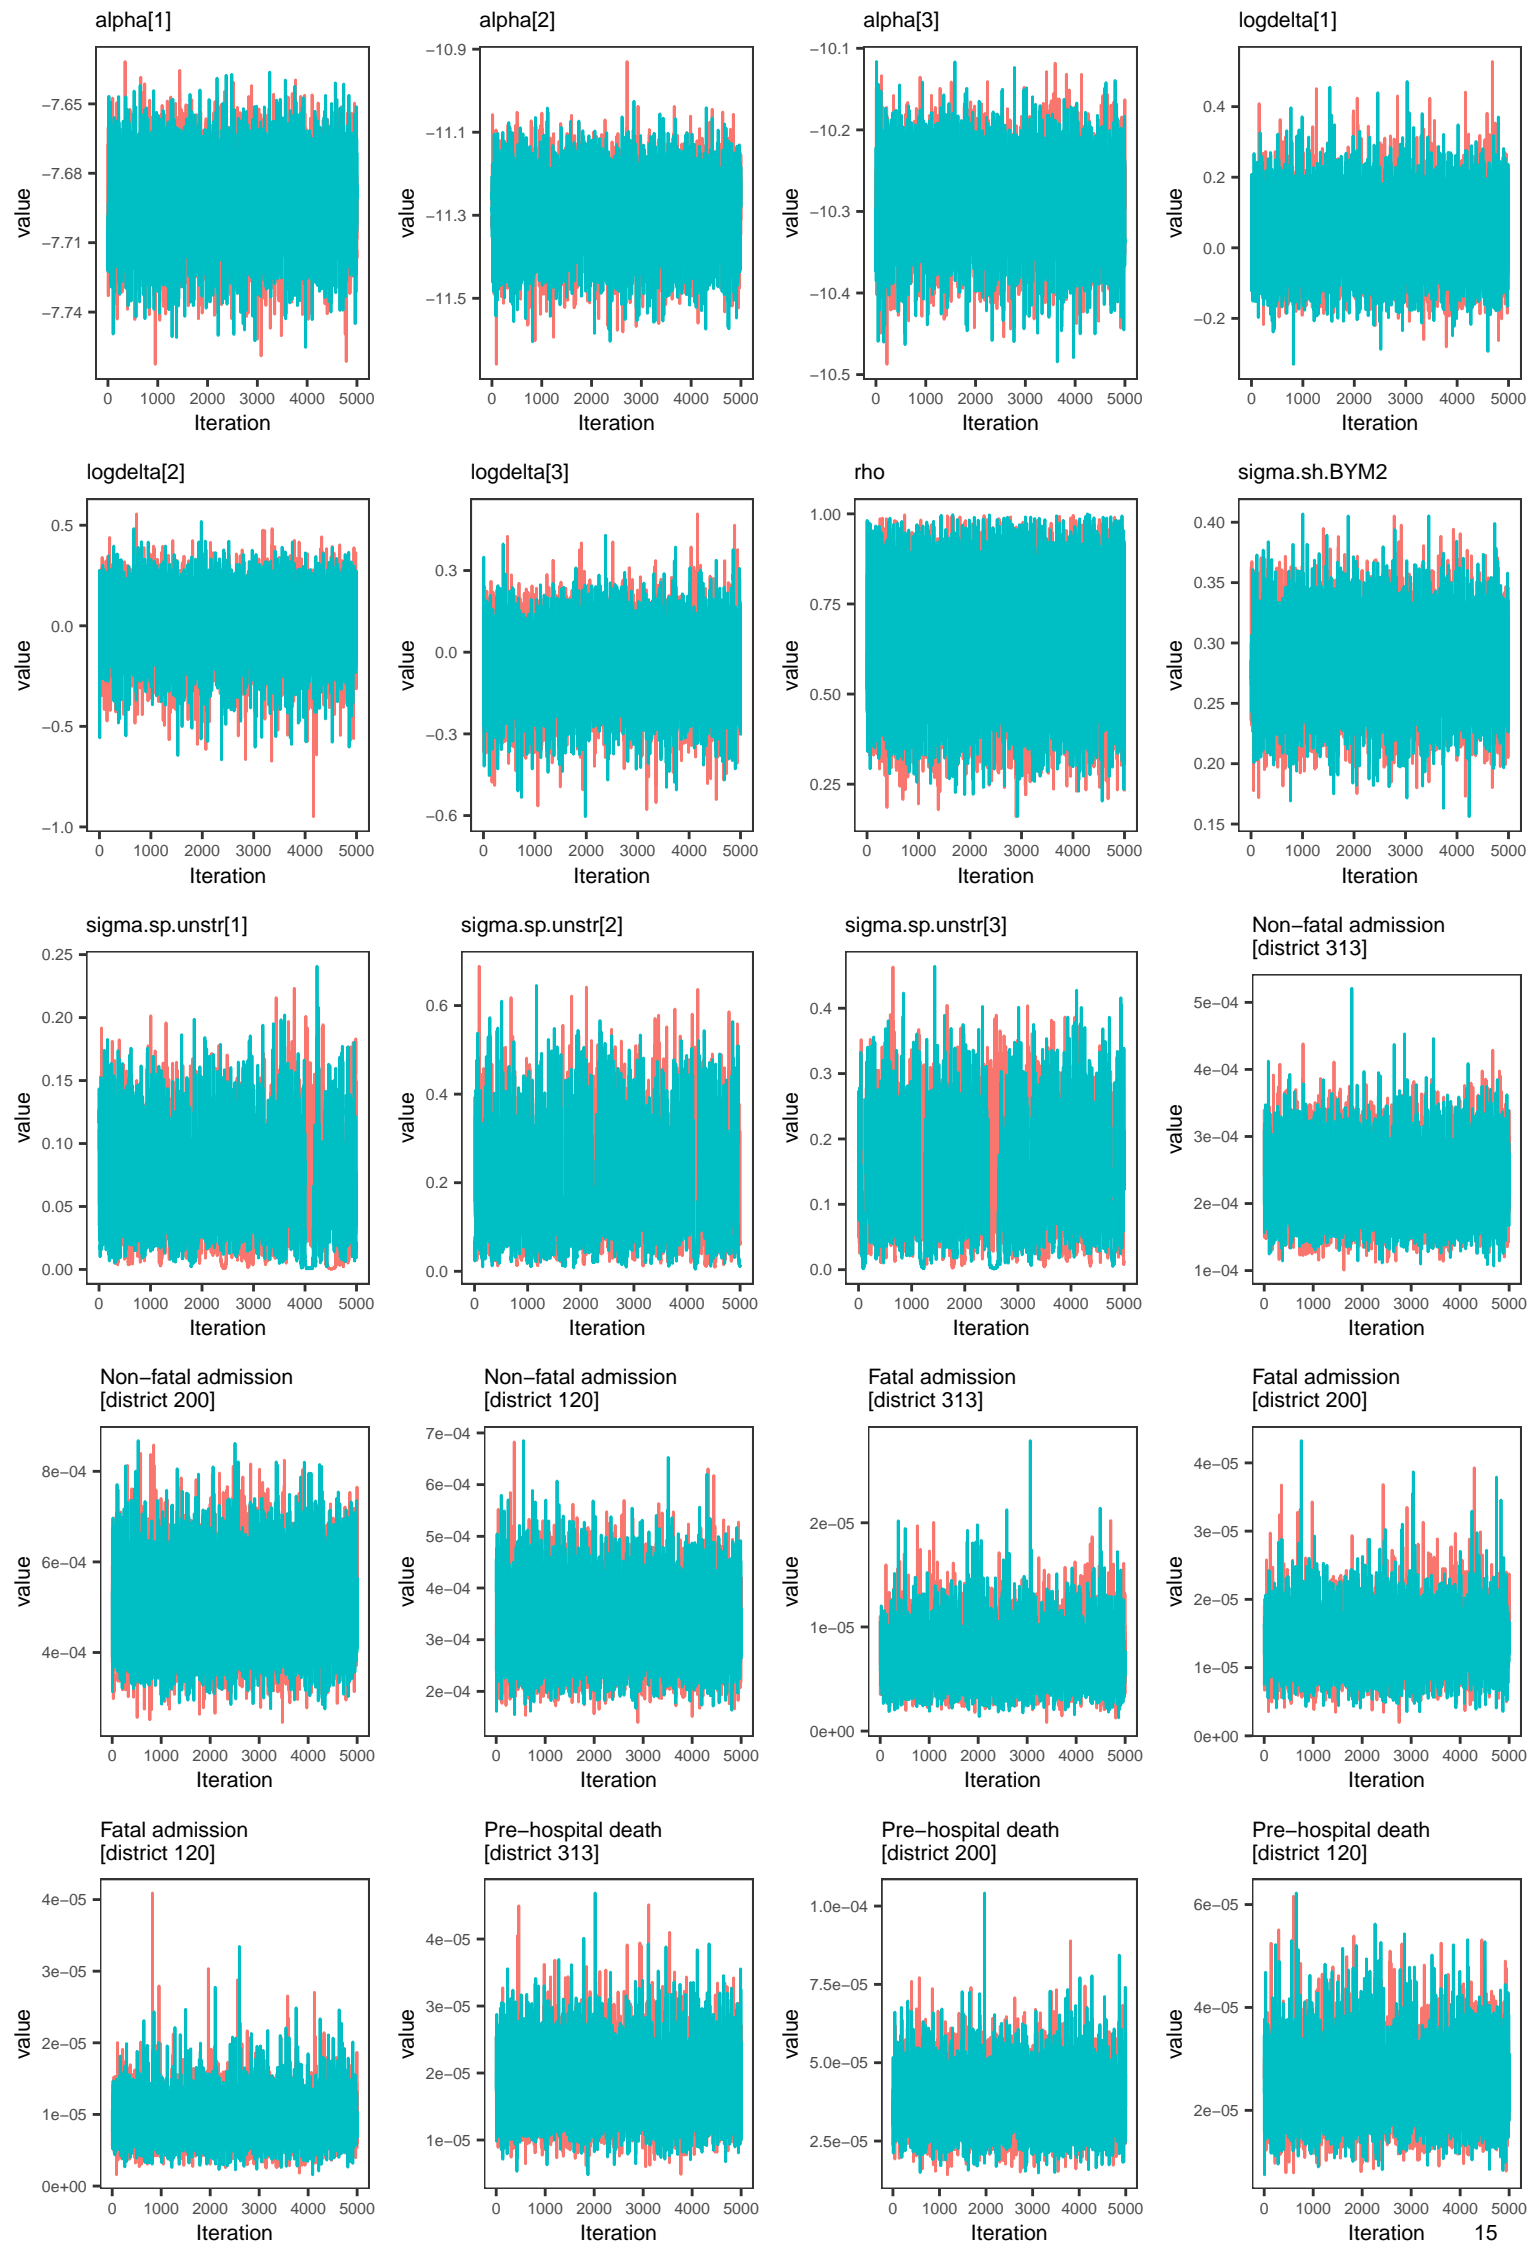 alpha[1]
alpha[2]
alpha[3]
logdelta[1]
value
−7.65
−7.68
−7.71
−7.74
0 1000 2000 3000 4000 5000
Iteration
value
−10.9
−11.1
−11.3
−11.5
0 1000 2000 3000 4000 5000
Iteration
value
−10.1
−10.2
−10.3
−10.4
−10.5
0 1000 2000 3000 4000 5000
Iteration
value
0.4
0.2
0.0
−0.2
0 1000 2000 3000 4000 5000
Iteration
logdelta[2]
logdelta[3]
rho
sigma.sh.BYM2
value
0.5
0.0
−0.5
−1.0
0 1000 2000 3000 4000 5000
Iteration
value
0.3
0.0
−0.3
−0.6
0 1000 2000 3000 4000 5000
Iteration
value
1.00
0.75
0.50
0.25
0 1000 2000 3000 4000 5000
Iteration
value
0.40
0.35
0.30
0.25
0.20
0.15
0 1000 2000 3000 4000 5000
Iteration
sigma.sp.unstr[1]
sigma.sp.unstr[2]
sigma.sp.unstr[3]
Non−fatal admission
[district 313]
value
0.25
0.20
0.15
0.10
0.05
0.00
0 1000 2000 3000 4000 5000
Iteration
value
0.6
0.4
0.2
0.0
0 1000 2000 3000 4000 5000
Iteration
value
0.4
0.3
0.2
0.1
0.0
0 1000 2000 3000 4000 5000
Iteration
value
5e−04
4e−04
3e−04
2e−04
1e−04
0 1000 2000 3000 4000 5000
Iteration
Non−fatal admission
[district 200]
Non−fatal admission
[district 120]
Fatal admission
[district 313]
Fatal admission
[district 200]
value
8e−04
6e−04
4e−04
0 1000 2000 3000 4000 5000
Iteration
value
7e−04
6e−04
5e−04
4e−04
3e−04
2e−04
0 1000 2000 3000 4000 5000
Iteration
value
2e−05
1e−05
0e+00
0 1000 2000 3000 4000 5000
Iteration
value
4e−05
3e−05
2e−05
1e−05
0e+00
0 1000 2000 3000 4000 5000
Iteration
Fatal admission
[district 120]
Pre−hospital death
[district 313]
Pre−hospital death
[district 200]
Pre−hospital death
[district 120]
value
4e−05
3e−05
2e−05
1e−05
0e+00
0 1000 2000 3000 4000 5000
Iteration
value
4e−05
3e−05
2e−05
1e−05
0 1000 2000 3000 4000 5000
Iteration
value
1.0e−04
7.5e−05
5.0e−05
2.5e−05
0 1000 2000 3000 4000 5000
Iteration
value
6e−05
4e−05
2e−05
0 1000 2000 3000 4000 5000
Iteration
15